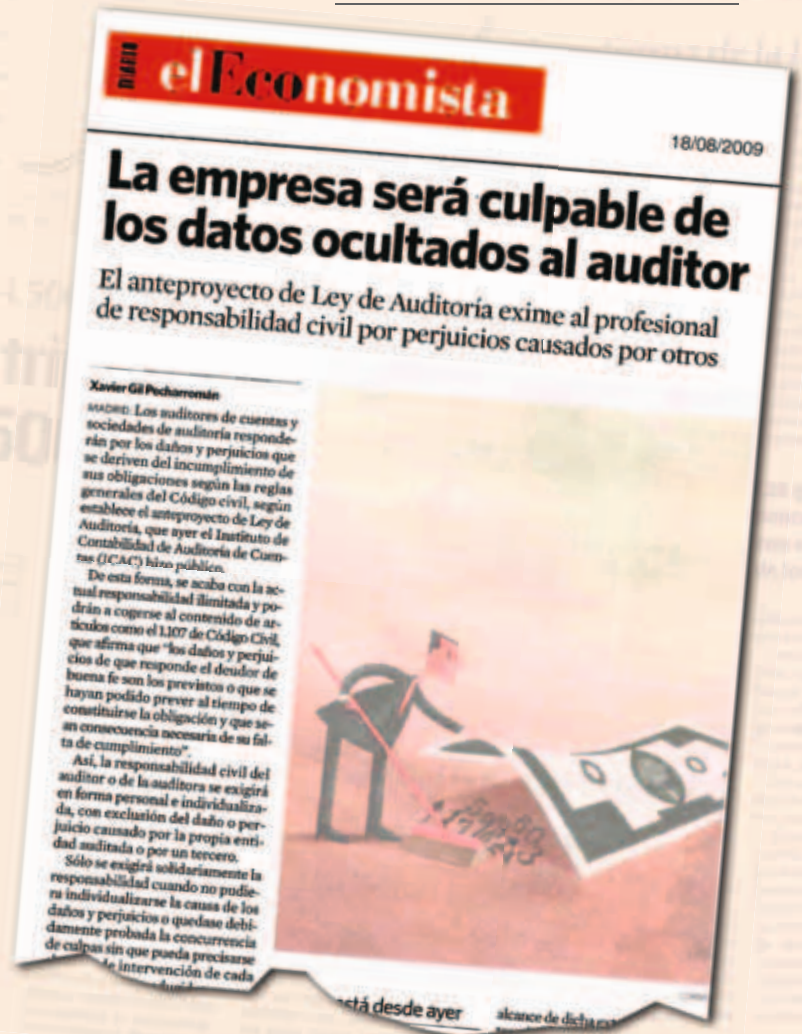 DIARIO
elEconomista
18/08/2009
La empresa será culpable de
los datos ocultados al auditor
El anteproyecto de Ley de Auditoría exime al profesional
de responsabilidad civil por perjuicios causados por otros
Xavier Gil Pecharromán
MADRID. Los auditores de cuentas y
sociedades de auditoría responde-
rán por los daños y perjuicios que
se deriven del incumplimiento de
sus obligaciones según las reglas
generales del Código civil, según
establece el anteproyecto de Ley de
Auditoría, que ayer el Instituto de
Contabilidad de Auditoría de Cuen-
tas (ICAC) hizo público.
De esta forma, se acaba con la ac-
tual responsabilidad ilimitada y po-
drán a cogerse al contenido de ar-
tículos como el 1.107 de Código Civil,
que afirma que "los daños y perjui-
cios de que responde el deudor de
buena fe son los previstos o que se
hayan podido prever al tiempo de
constituirse la obligación y que se-
an consecuencia necesaria de su fal-
ta de cumplimiento".
Así, la responsabilidad civil del
auditor o de la auditora se exigirá
en forma personal e individualiza-
da, con exclusión del daño o per-
juicio causado por la propia enti-
dad auditada o por un tercero.
Sólo se exigirá solidariamente la
responsabilidad cuando no pudie-
ra individualizarse la causa de los
daños y perjuicios o quedase debi-
damente probada la concurrencia
de culpas sin que pueda precisarse
de intervención de cada
está desde ayer
alcance de dicha